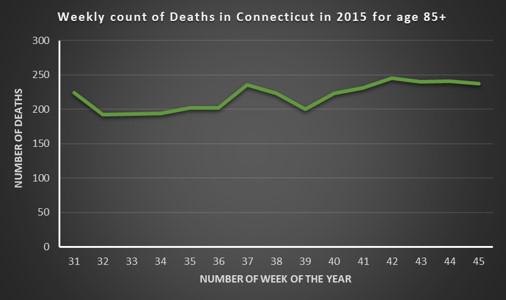 Weekly count of Deaths in Connecticut in 2015 for age 85+
300
250
200
150
100
50
0
NUMBER OF DEATHS
31 32 33 34 35 36 37 38 39 40 41 42 43 44 45
NUMBER OF WEEK OF THE YEAR